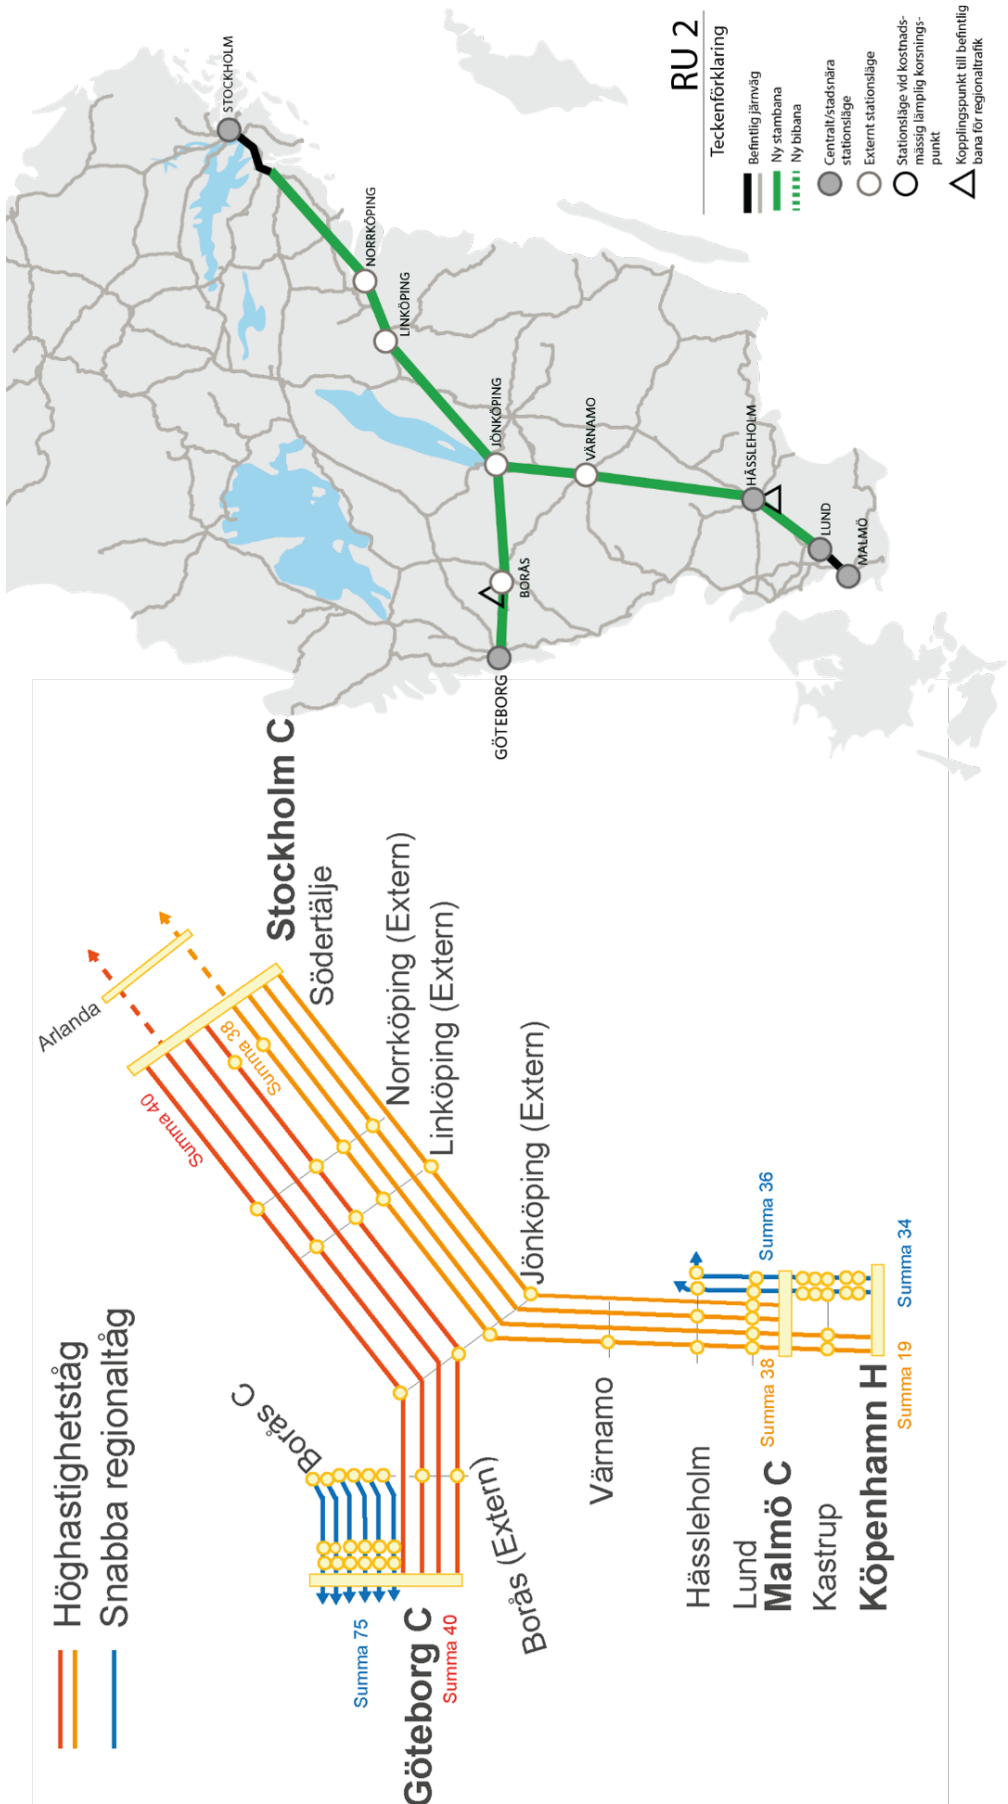 Höghastighetståg
Snabba regionaltåg
Arlanda
Stockholm C
Södertälje
Summa 40
Summa 38
Norrköping (Extern)
Linköping (Extern)
Jönköping (Extern)
Borås C
Summa 75
Göteborg C
Summa 40
Borås (Extern)
Värnamo
Hässleholm
Lund
Summa 38
Summa 36
Malmö C
Kastrup
Köpenhamn H
Summa 19
Summa 34
STOCKHOLM
NORRKÖPING
LINKÖPING
JÖNKÖPING
VÄRNAMO
BORÅS
GÖTEBORG
HÄSSLEHOLM
LUND
MALMÖ
RU 2
Teckenförklaring
Befintlig järnväg
Ny stambana
Ny bibana
Centralt/stadsnära
stationsläge
Externt stationsläge
Stationsläge vid kostnads-
mässig lämplig korsnings-
punkt
Kopplingspunkt till befintlig
bana för regionaltrafik